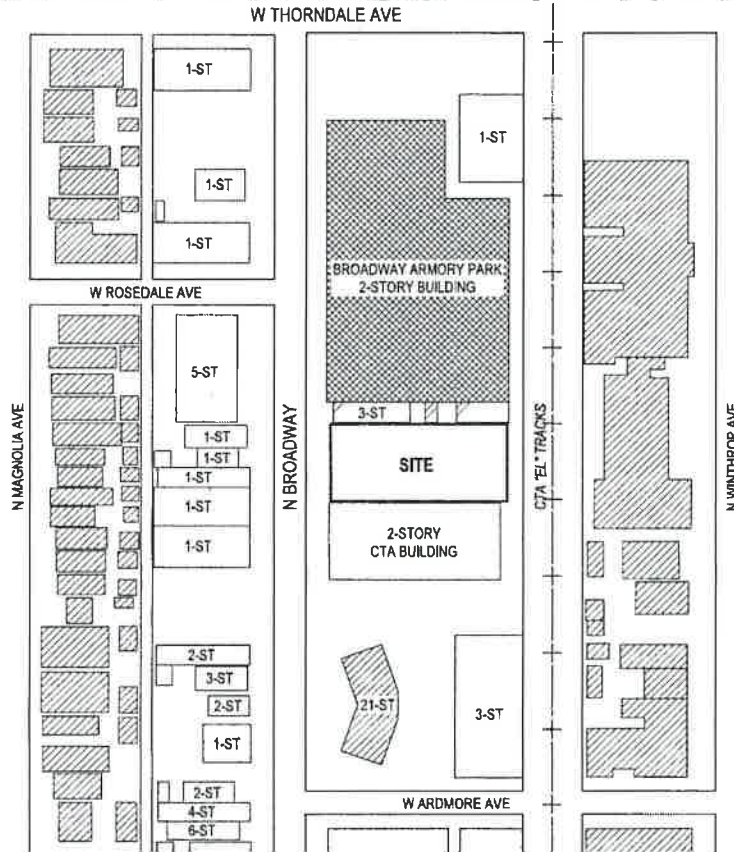 W THORNDALE AVE
1-ST
1-ST
1-ST
1-ST
BROADWAY ARMORY PARK
2-STORY BUILDING
W ROSEDALE AVE
5-ST
3-ST
N MAGNOLIA AVE
N BROADWAY
CTA "EL" TRACKS
N WINTHROP AVE
1-ST
1-ST
1-ST
1-ST
1-ST
SITE
2-STORY
CTA BUILDING
2-ST
3-ST
2-ST
1-ST
21-ST
3-ST
2-ST
4-ST
6-ST
W ARDMORE AVE